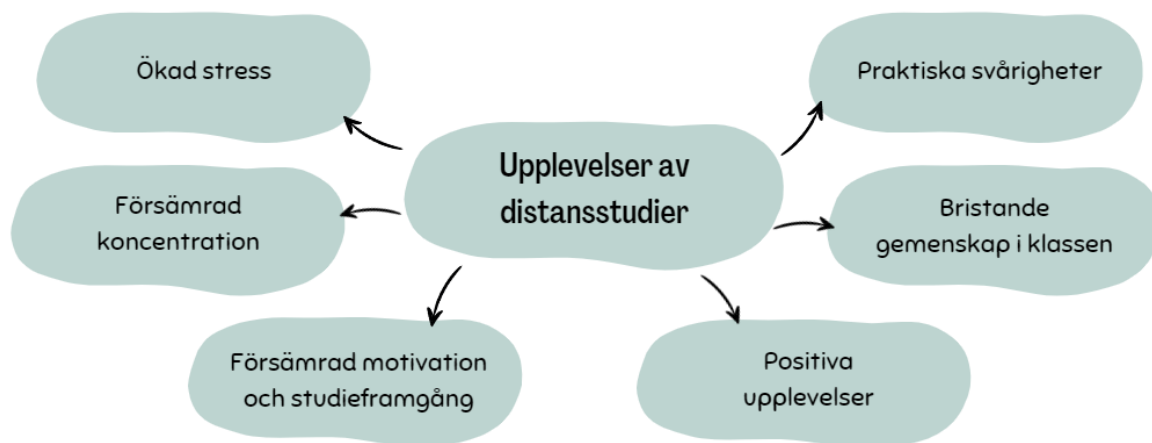 Ökad stress
Praktiska svårigheter
Upplevelser av
distansstudier
Försämrad
koncentration
Bristande
gemenskap i klassen
Försämrad motivation
och studieframgång
Positiva
upplevelser